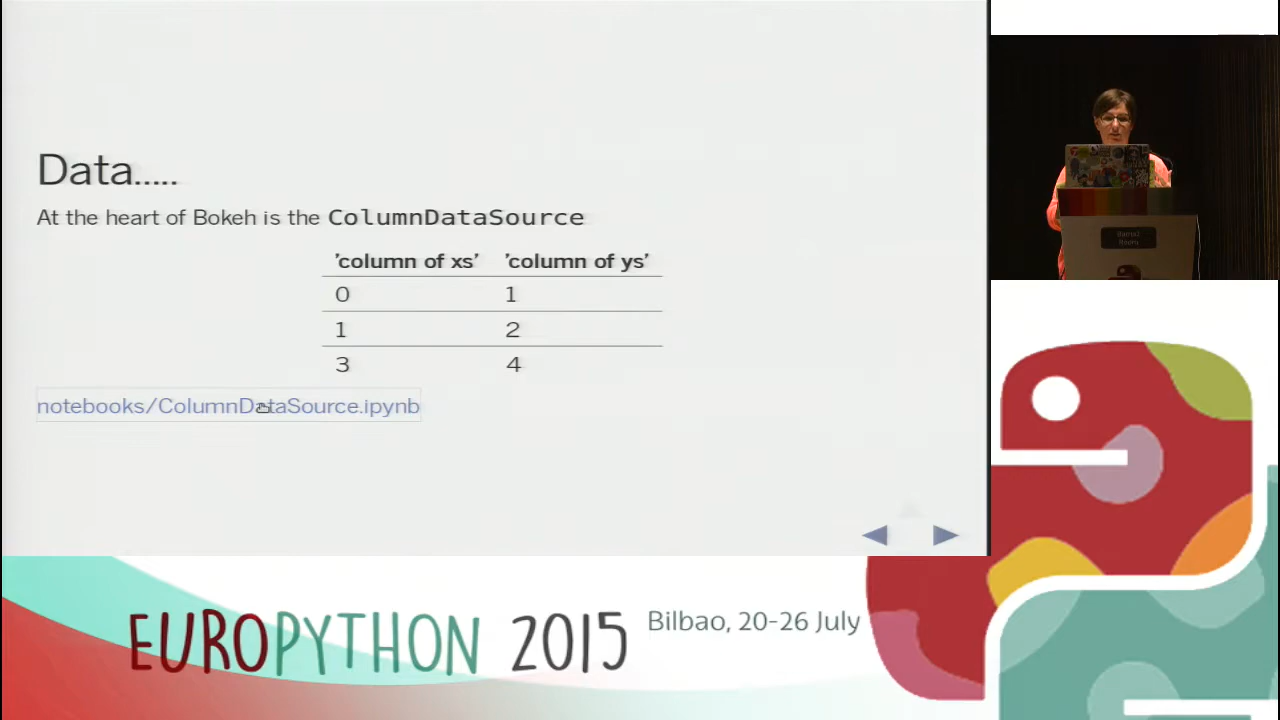 Data.....
At the heart of Bokeh is the ColumnDataSource
'column of xs' 'column of ys'
0 1
1 2
3 4
notebooks/ColumnDataSource.ipynb
EUROPYTHON 2015
Bilbao, 20-26 July